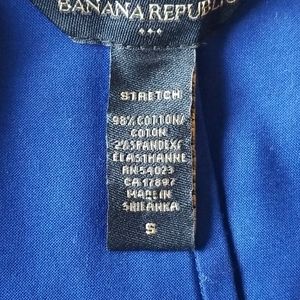 BANANA REPUBLIC
STRETCH
98% COTTON/
COTON
2% SPANDEX/
ELASTHANNE
RN 54023
CA 17897
MADE IN
SRI LANKA
S